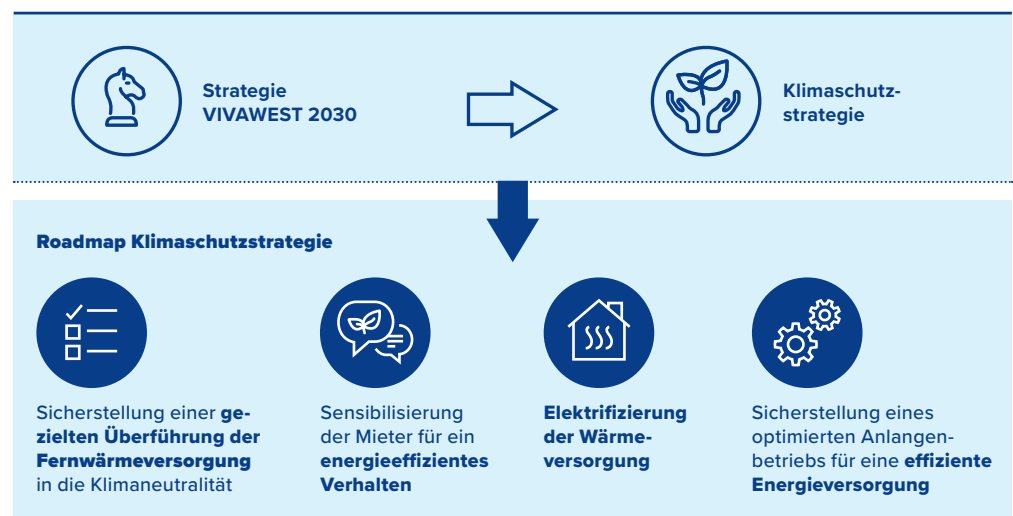 Strategie
VIVAWEST 2030
Klimaschutz-
strategie
Roadmap Klimaschutzstrategie
Sicherstellung einer ge-
zielten Überführung der
Fernwärmeversorgung
in die Klimaneutralität
Sensibilisierung
der Mieter für ein
energieeffizientes
Verhalten
Elektrifizierung
der Wärme-
versorgung
Sicherstellung eines
optimierten Anlangen-
betriebs für eine effiziente
Energieversorgung